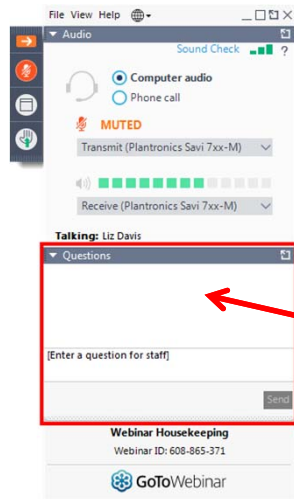 File View Help
Audio
Sound Check ?
Computer audio
Phone call
MUTED
Transmit (Plantronics Savi 7xx-M)
Receive (Plantronics Savi 7xx-M)
Talking: Liz Davis
Questions
[Enter a question for staff]
Send
Webinar Housekeeping
Webinar ID: 608-865-371
GoToWebinar